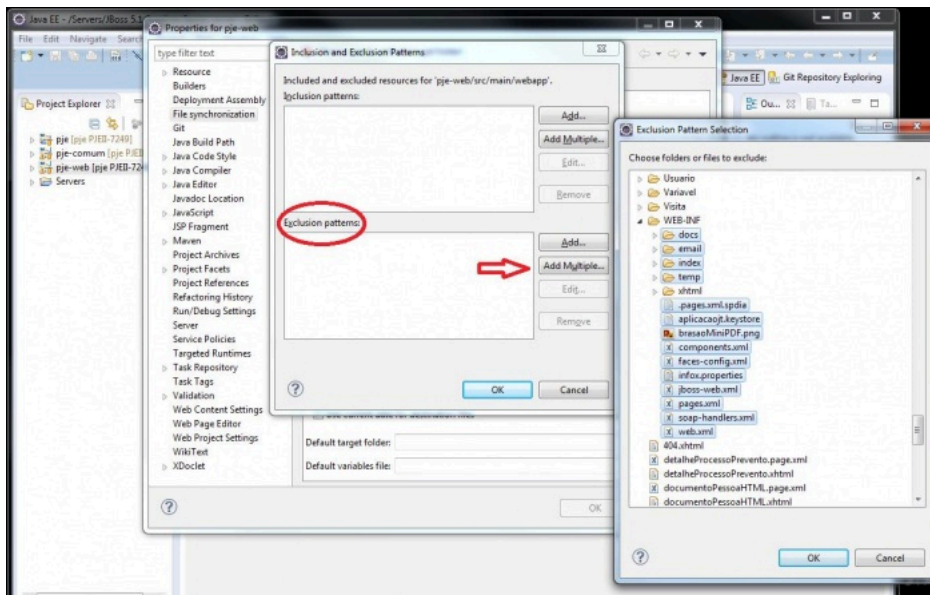 Java EE - /Servers/JBoss 5.1
File Edit Navigate Search
Project Explorer
pje [pje PJEII-7249]
pje-comum [pje PJEII
pje-web [pje PJEII-724
Servers
Properties for pje-web
type filter text
Resource
Builders
Deployment Assembly
File synchronization
Git
Java Build Path
Java Code Style
Java Compiler
Java Editor
Javadoc Location
JavaScript
JSP Fragment
Maven
Project Archives
Project Facets
Project References
Refactoring History
Run/Debug Settings
Server
Service Policies
Targeted Runtimes
Task Repository
Task Tags
Validation
Web Content Settings
Web Page Editor
Web Project Settings
WikiText
XDoclet
Default target folder:
Default variables file:
OK
Inclusion and Exclusion Patterns
Included and excluded resources for 'pje-web/src/main/webapp'.
Inclusion patterns:
Add...
Add Multiple...
Edit...
Remove
Exclusion patterns:
Add...
Add Multiple...
Edit...
Remove
OK Cancel
Java EE Git Repository Exploring
Ou... Ta...
Exclusion Pattern Selection
Choose folders or files to exclude:
Usuario
Variavel
Visita
WEB-INF
docs
email
index
temp
xhtml
.pages.xml.spdia
aplicacaojt.keystore
brasaoMiniPDF.png
components.xml
faces-config.xml
infox.properties
jboss-web.xml
pages.xml
soap-handlers.xml
web.xml
404.xhtml
detalheProcessoPrevento.page.xml
detalheProcessoPrevento.xhtml
documentoPessoaHTML.page.xml
documentoPessoaHTML.xhtml
OK Cancel